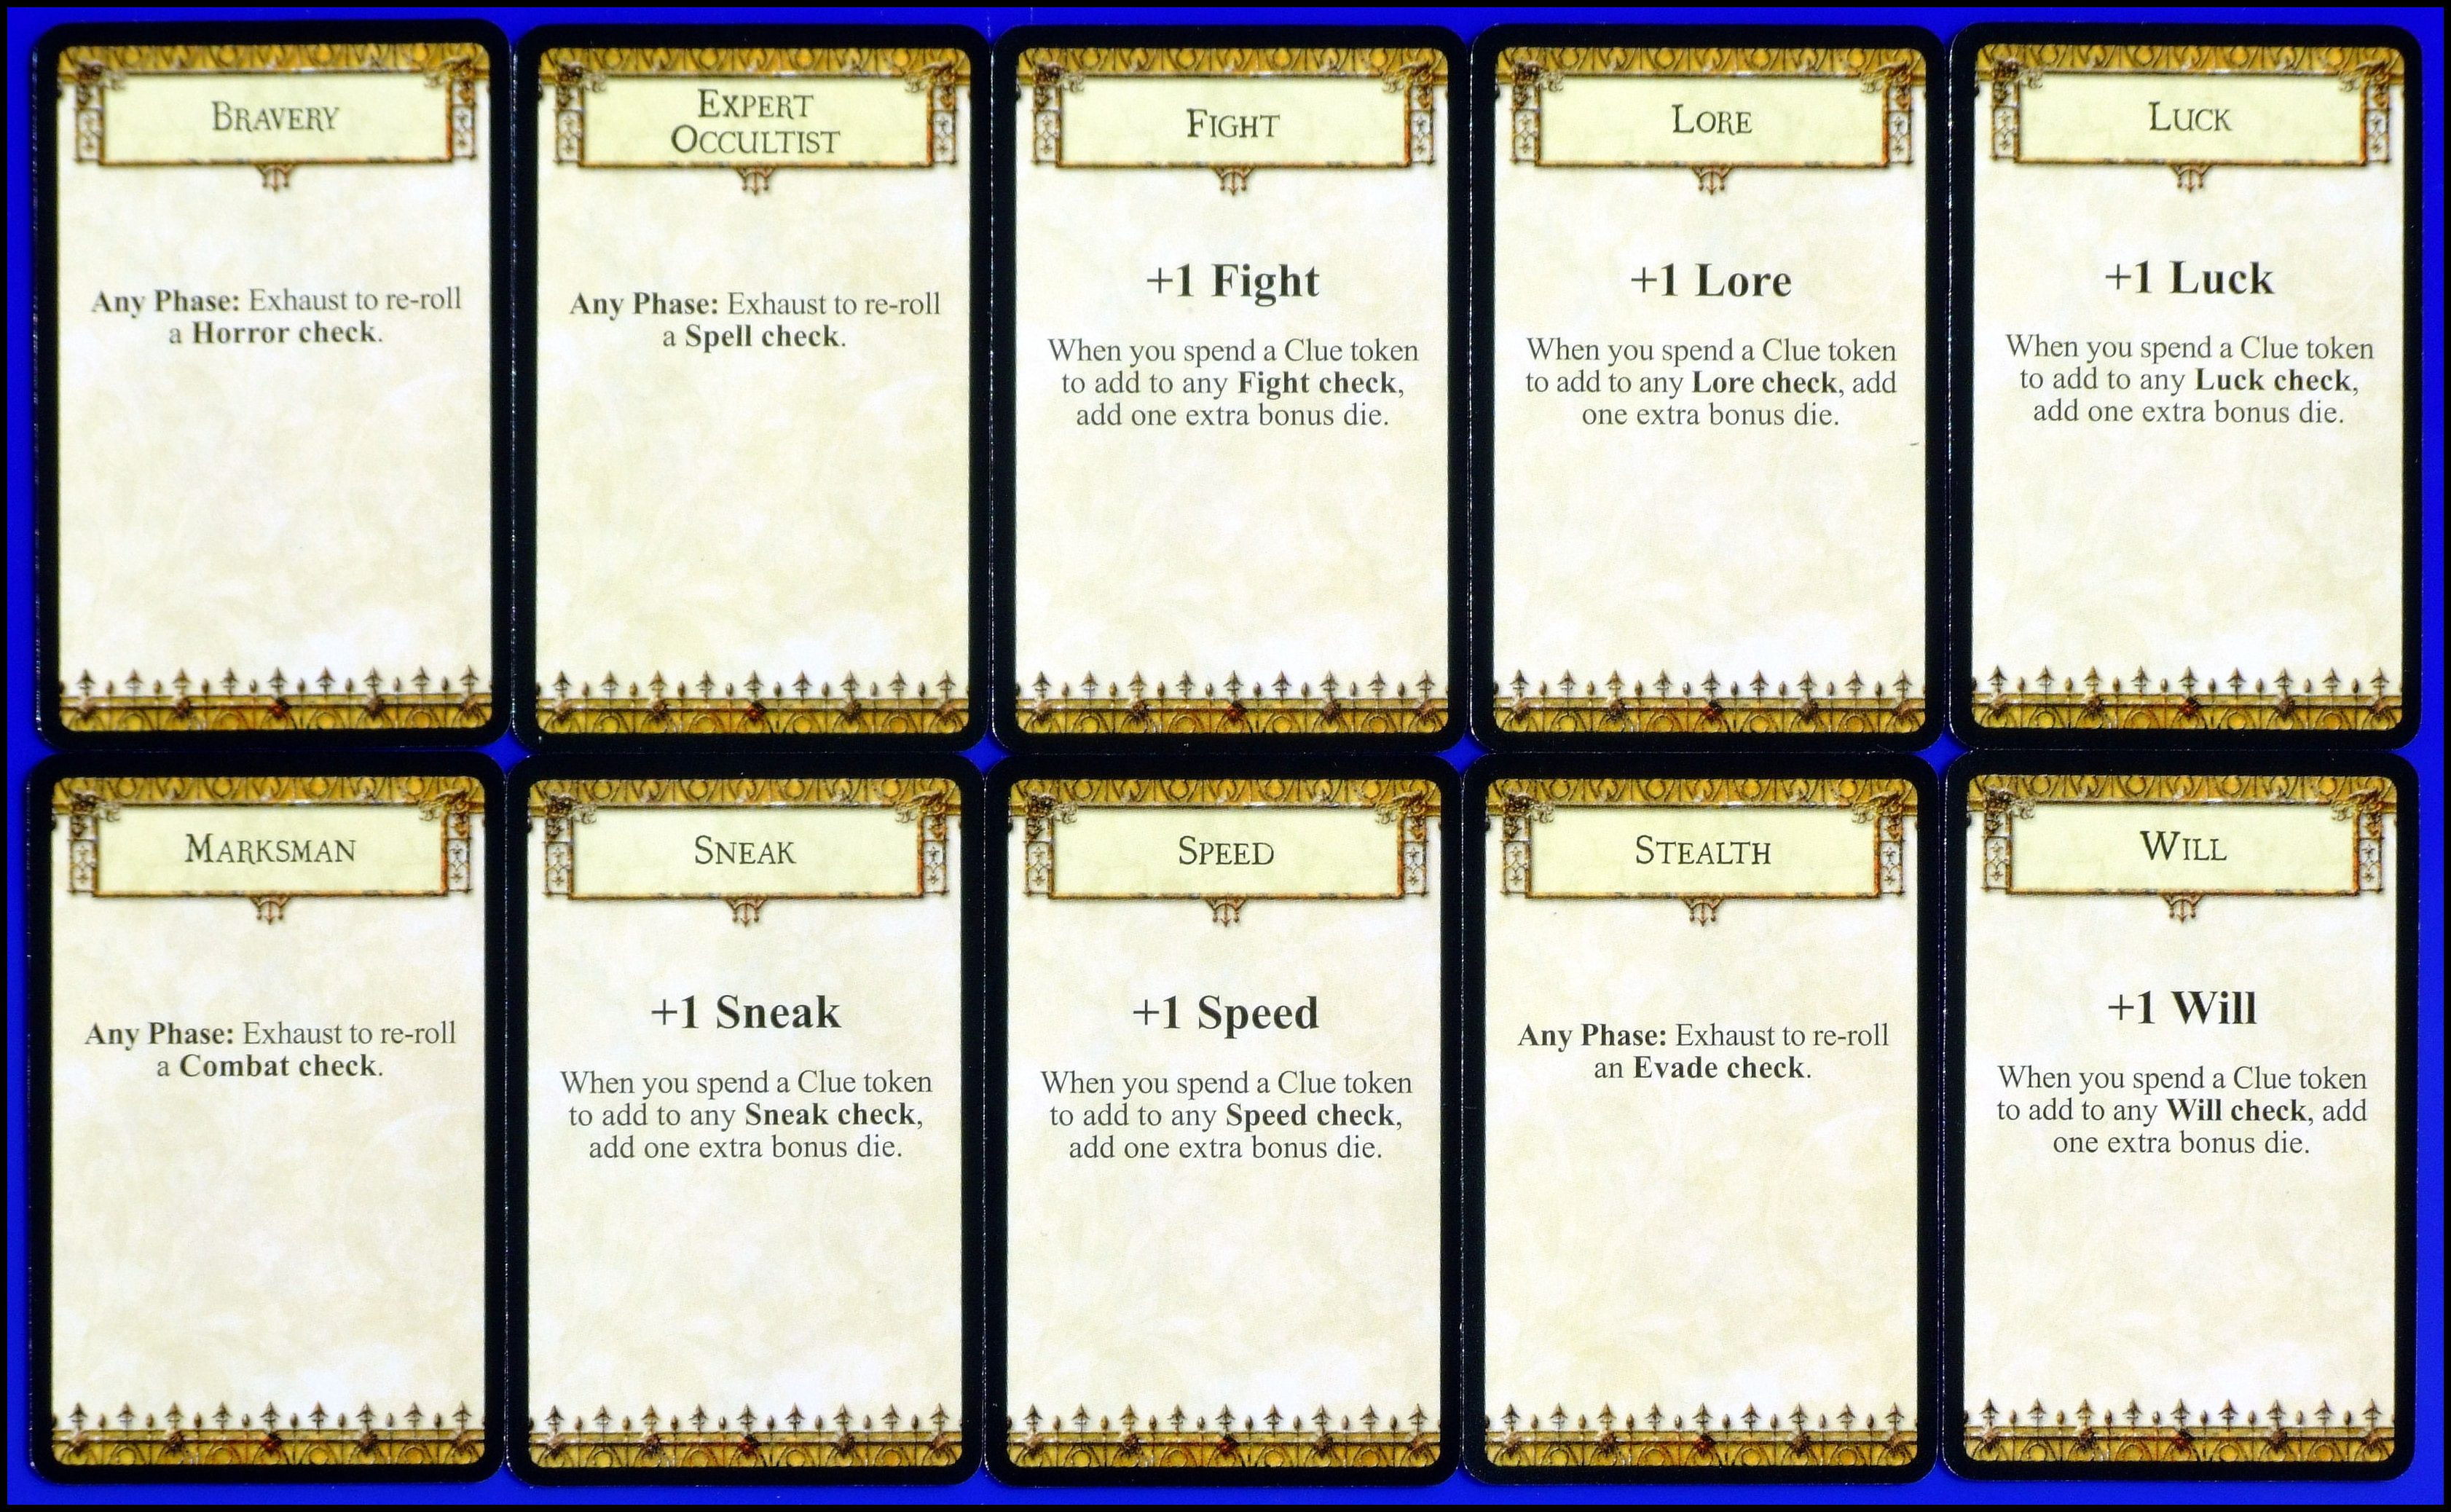 BRAVERY
Any Phase: Exhaust to re-roll
a Horror check.
EXPERT
OCCULTIST
Any Phase: Exhaust to re-roll
a Spell check.
FIGHT
+1 Fight
When you spend a Clue token
to add to any Fight check,
add one extra bonus die.
LORE
+1 Lore
When you spend a Clue token
to add to any Lore check, add
one extra bonus die.
LUCK
+1 Luck
When you spend a Clue token
to add to any Luck check,
add one extra bonus die.
MARKSMAN
Any Phase: Exhaust to re-roll
a Combat check.
SNEAK
+1 Sneak
When you spend a Clue token
to add to any Sneak check,
add one extra bonus die.
SPEED
+1 Speed
When you spend a Clue token
to add to any Speed check,
add one extra bonus die.
STEALTH
Any Phase: Exhaust to re-roll
an Evade check.
WILL
+1 Will
When you spend a Clue token
to add to any Will check, add
one extra bonus die.